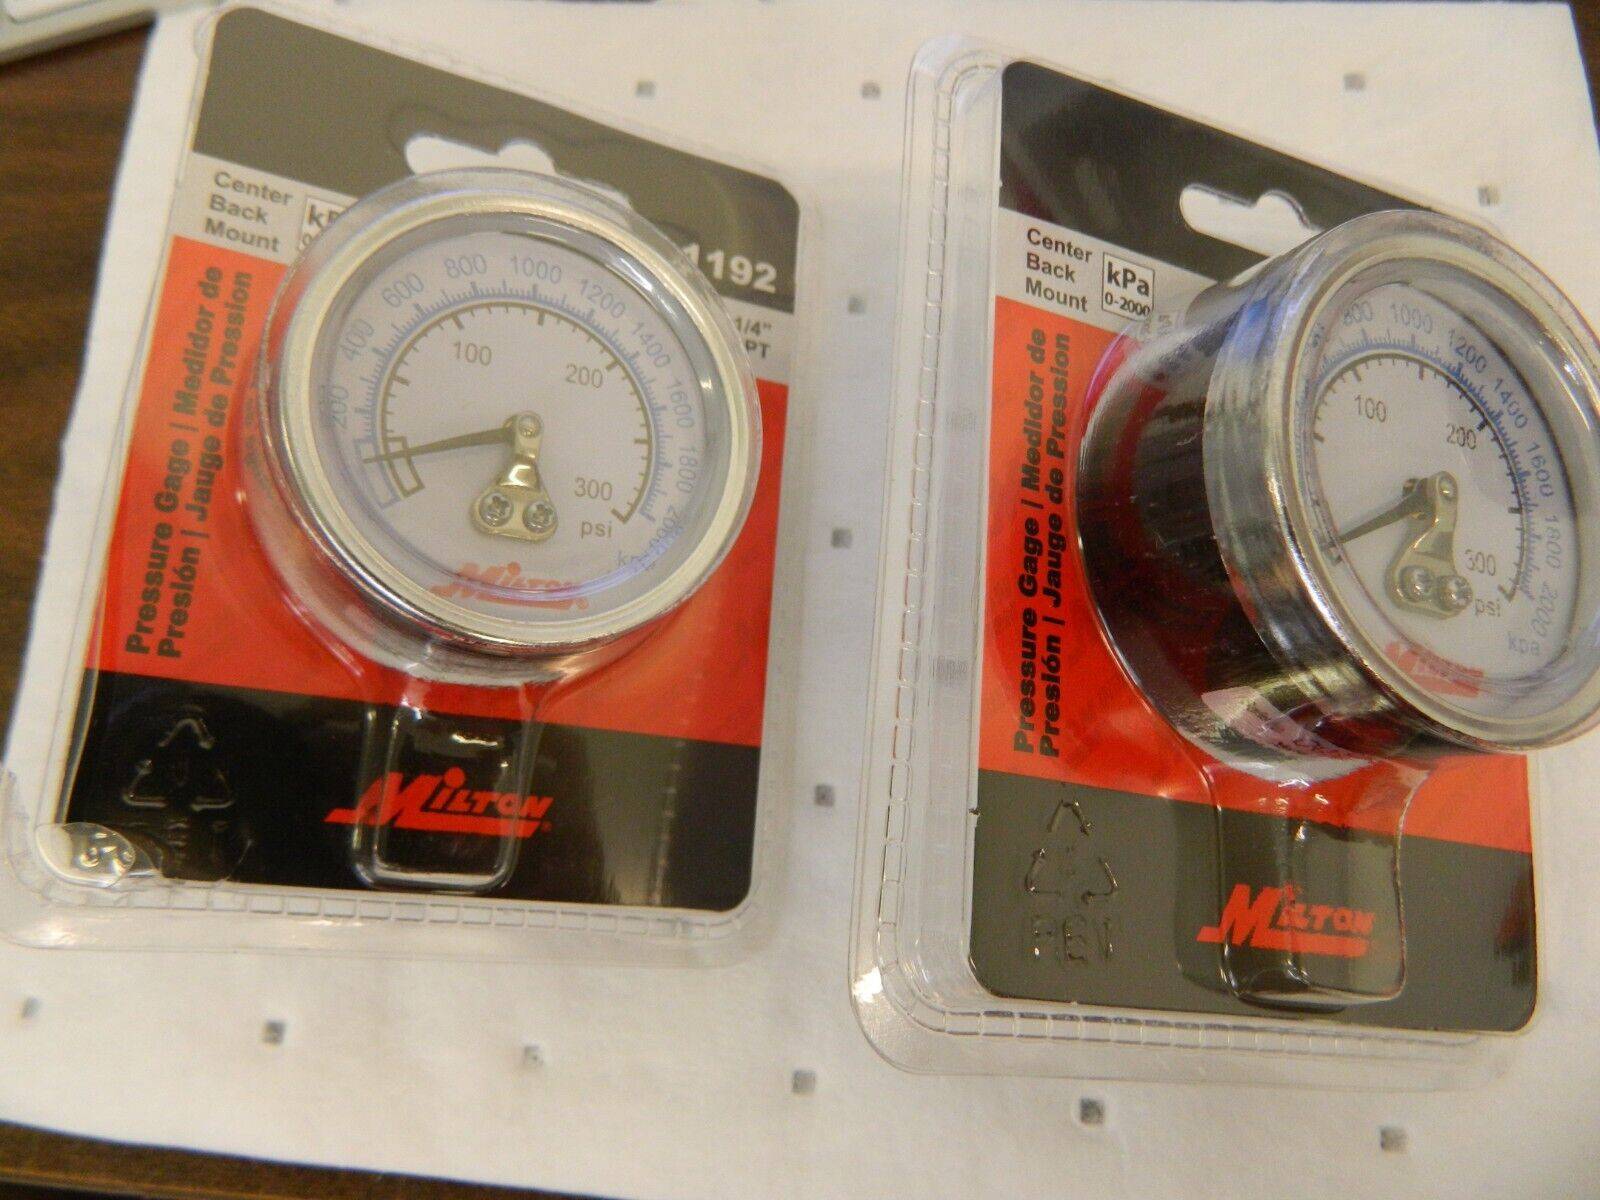 Center
Back
Mount
1192
1/4"
Pressure Gage | Medidor de
Presión | Jauge de Pression
200
400
600
800
1000
1200
1400
1600
1800
100
200
300
psi
MILTON
MILTON
Center
Back
Mount
kPa
0-2000
Pressure Gage | Medidor de
Presión | Jauge de Pression
800
1000
1200
1400
1600
1800
2000
100
200
300
psi
kpa
MILTON
MILTON